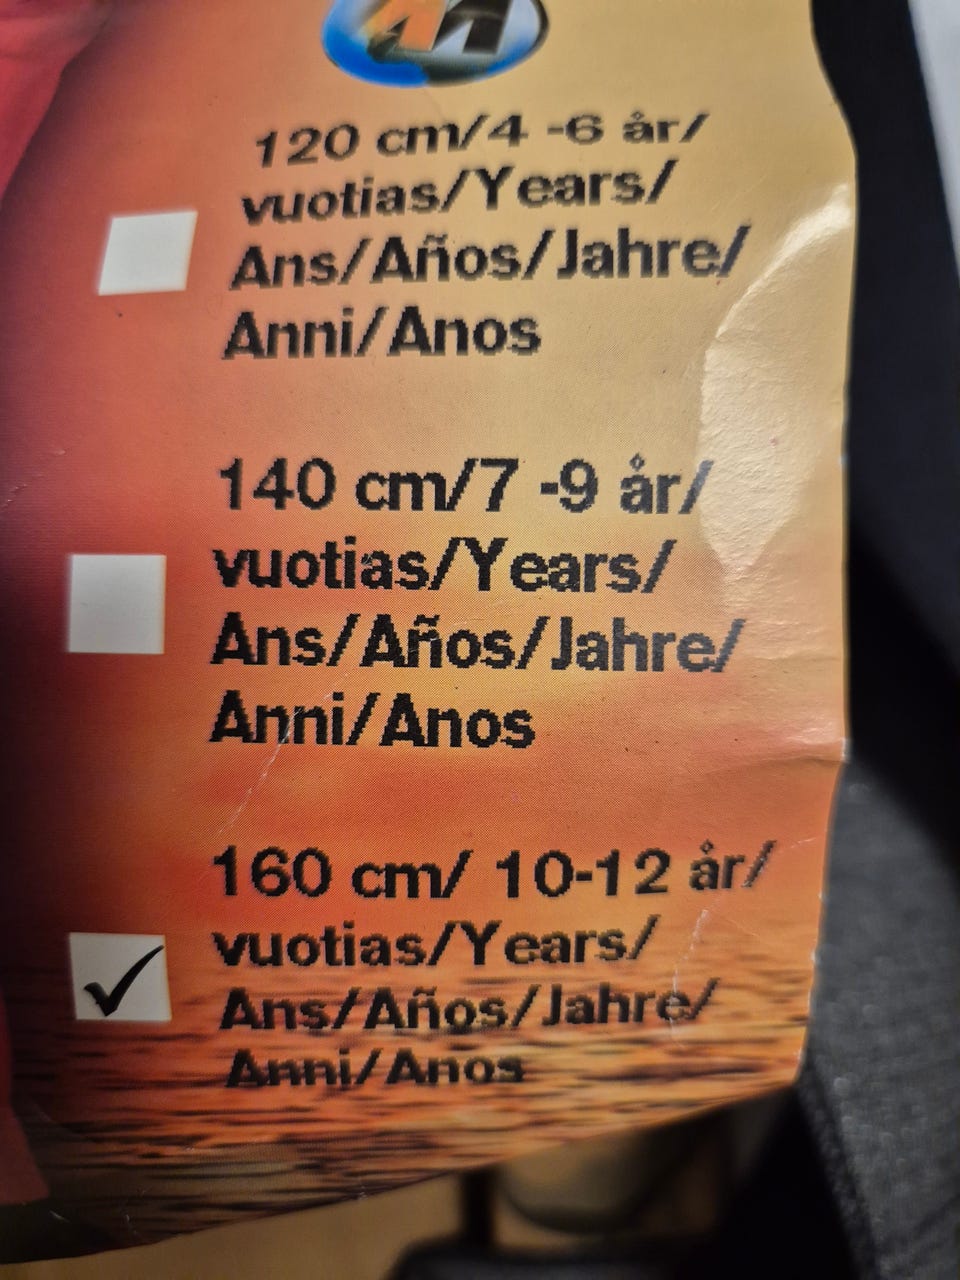 120 cm/4 -6 år/
vuotias/Years/
Ans/Años/Jahre/
Anni/Anos
140 cm/7 -9 år/
vuotias/Years/
Ans/Años/Jahre/
Anni/Anos
160 cm/ 10-12 år/
vuotias/Years/
Ans/Años/Jahre/
Anni/Anos